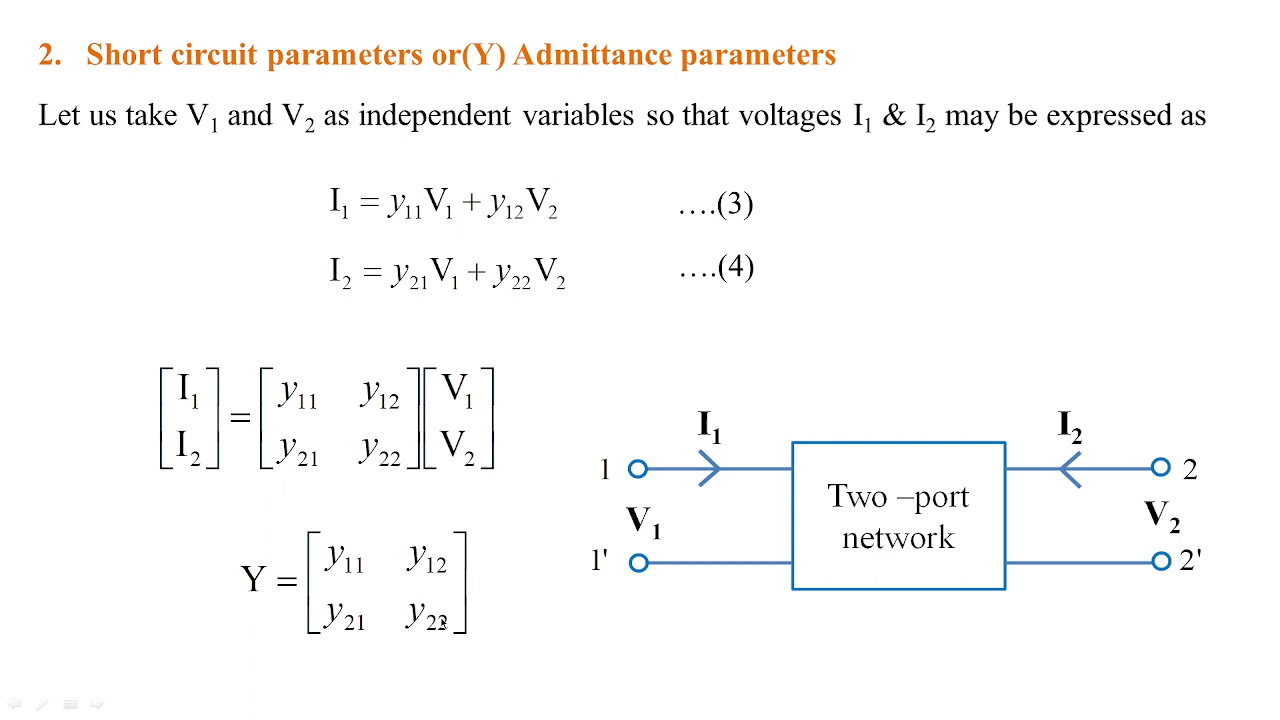 2. Short circuit parameters or(Y) Admittance parameters
Let us take V₁ and V₂ as independent variables so that voltages I₁ & I₂ may be expressed as
I₁ = y₁₁V₁ + y₁₂V₂ ....(3)
I₂ = y₂₁V₁ + y₂₂V₂ ....(4)
[I₁ I₂] = [y₁₁ y₁₂ y₂₁ y₂₂] [V₁ V₂]
Y = [y₁₁ y₁₂ y₂₁ y₂₂]
I₁ I₂
1 2
Two –port
network
V₁ V₂
1' 2'